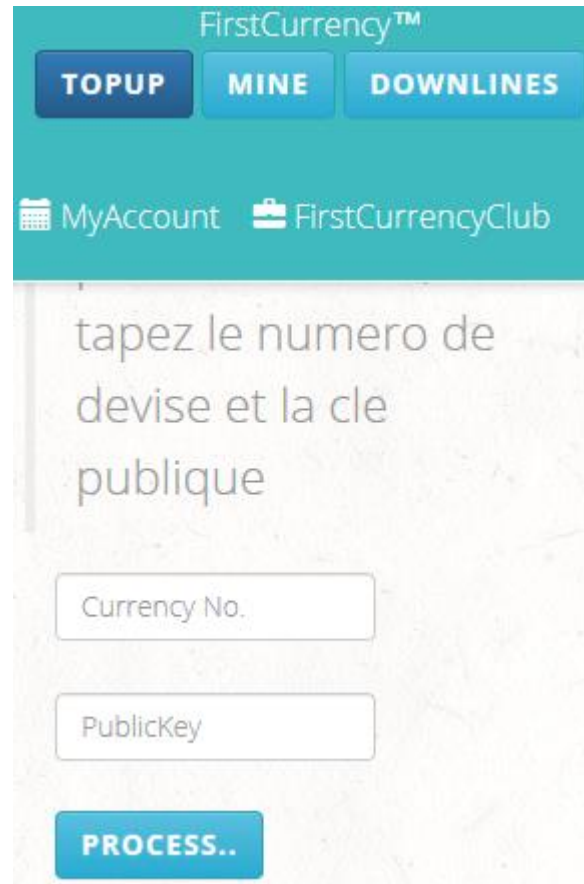 FirstCurrency™
TOPUP MINE DOWNLINES
MyAccount FirstCurrencyClub
tapez le numero de
devise et la cle
publique
Currency No.
PublicKey
PROCESS..